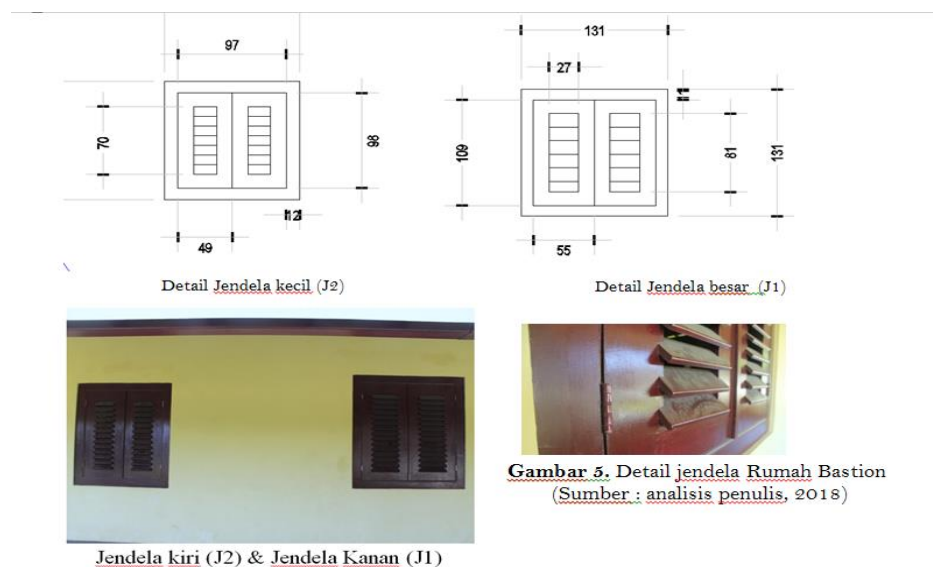 97
70
98
12
49
Detail Jendela kecil (J2)
131
27
11
109
81
131
55
Detail Jendela besar (J1)
Jendela kiri (J2) & Jendela Kanan (J1)
Gambar 5. Detail jendela Rumah Bastion
(Sumber : analisis penulis, 2018)